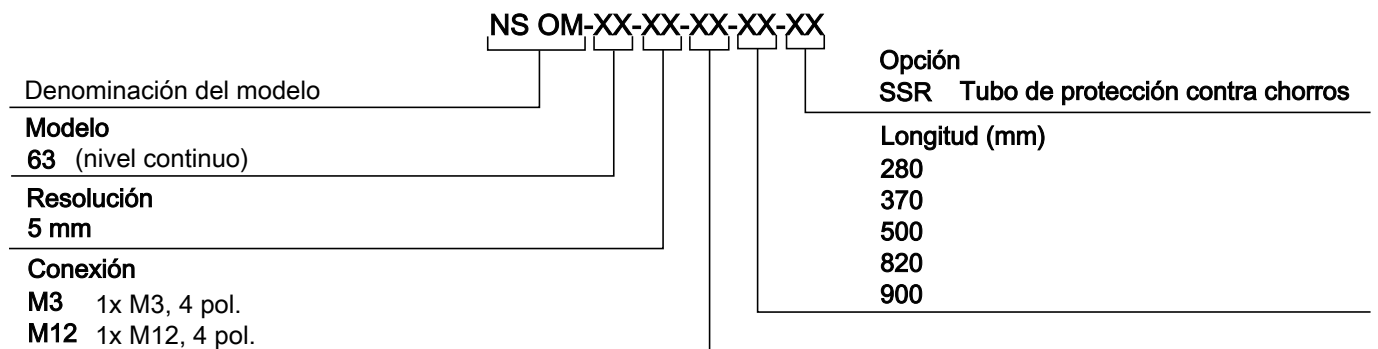 NS OM-XX-XX-XX-XX-XX
Denominación del modelo
Modelo
63 (nivel continuo)
Resolución
5 mm
Conexión
M3 1x M3, 4 pol.
M12 1x M12, 4 pol.
Opción
SSR Tubo de protección contra chorros
Longitud (mm)
280
370
500
820
900